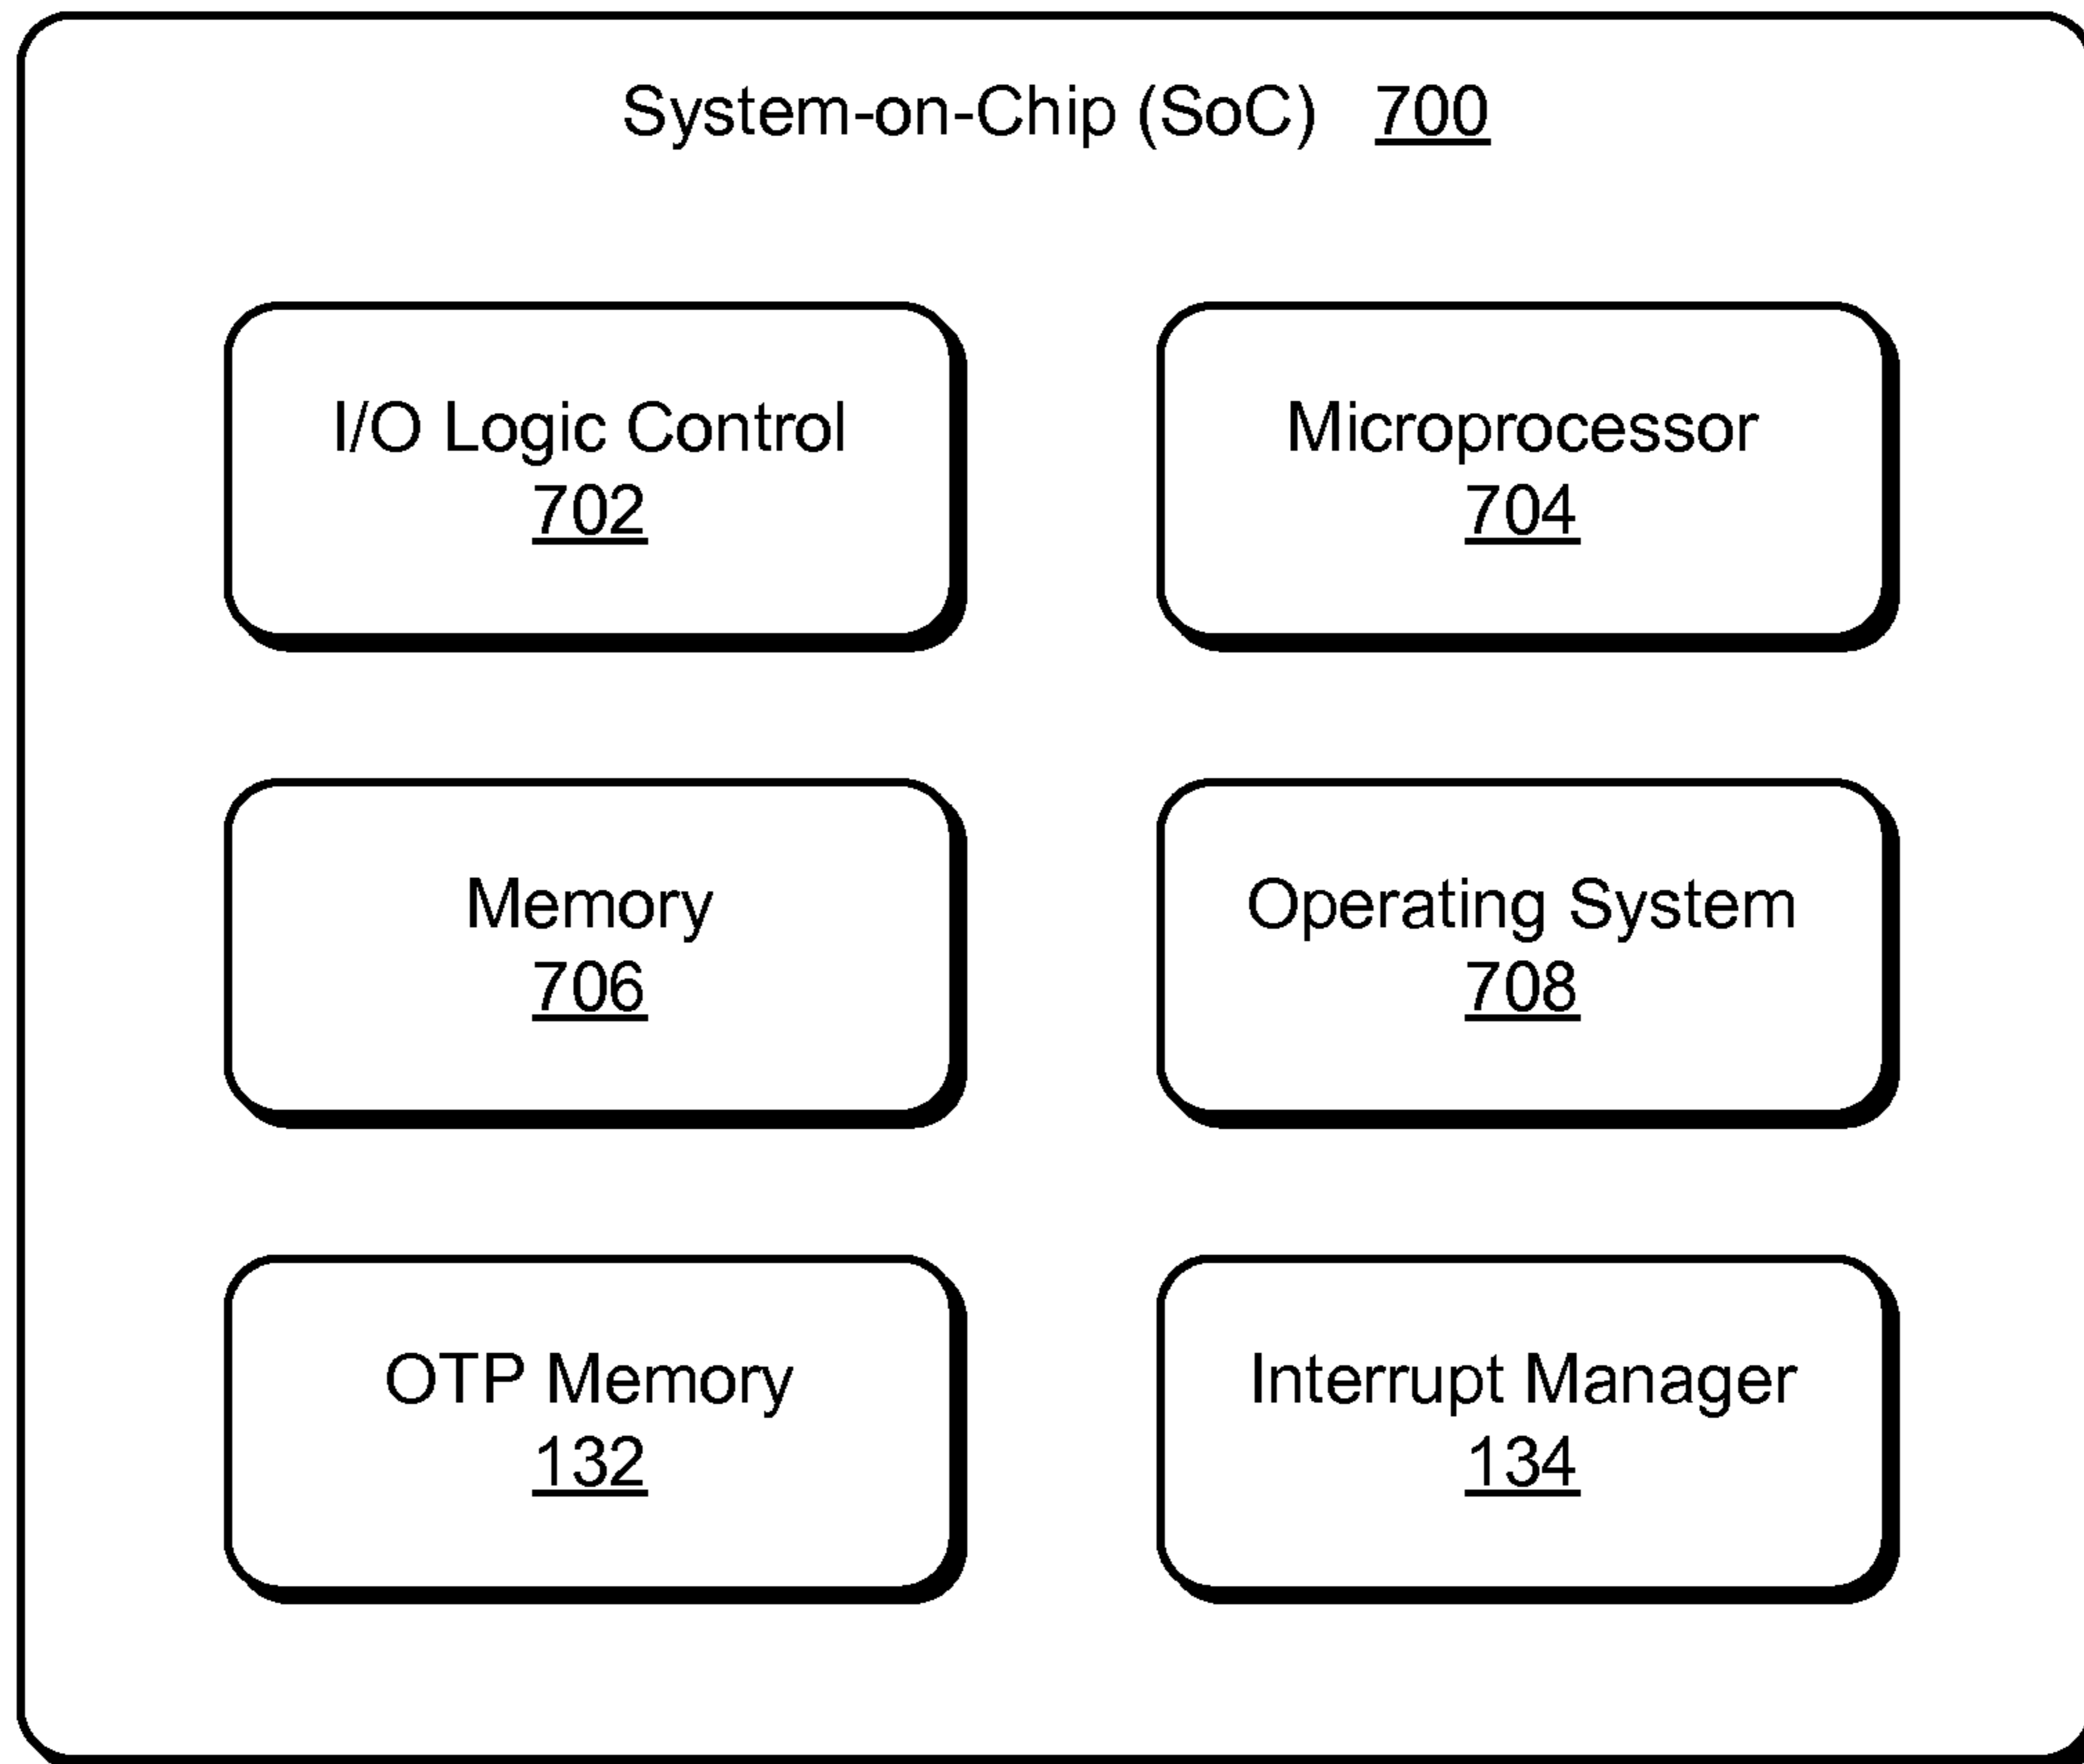 System-on-Chip (SoC) 700
I/O Logic Control
702
Microprocessor
704
Memory
706
Operating System
708
OTP Memory
132
Interrupt Manager
134